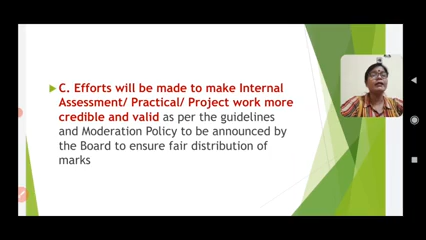 C. Efforts will be made to make Internal
Assessment/ Practical/ Project work more
credible and valid as per the guidelines
and Moderation Policy to be announced by
the Board to ensure fair distribution of
marks